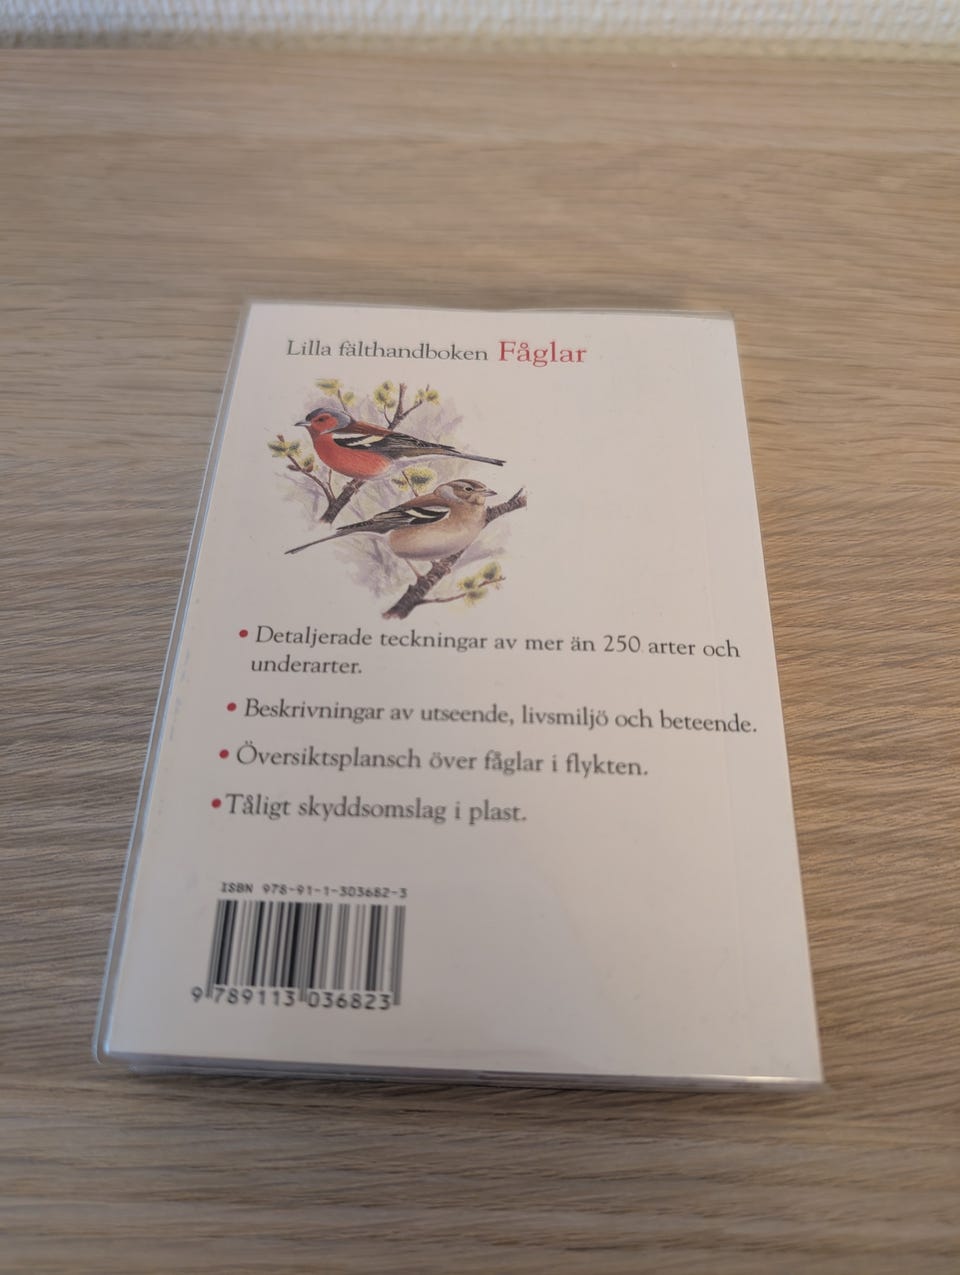 Lilla fälthandboken Fåglar
• Detaljerade teckningar av mer än 250 arter och
underarter.
• Beskrivningar av utseende, livsmiljö och beteende.
• Översiktsplansch över fåglar i flykten.
• Tåligt skyddsomslag i plast.
ISBN 978-91-1-303682-3
9 789113 036823